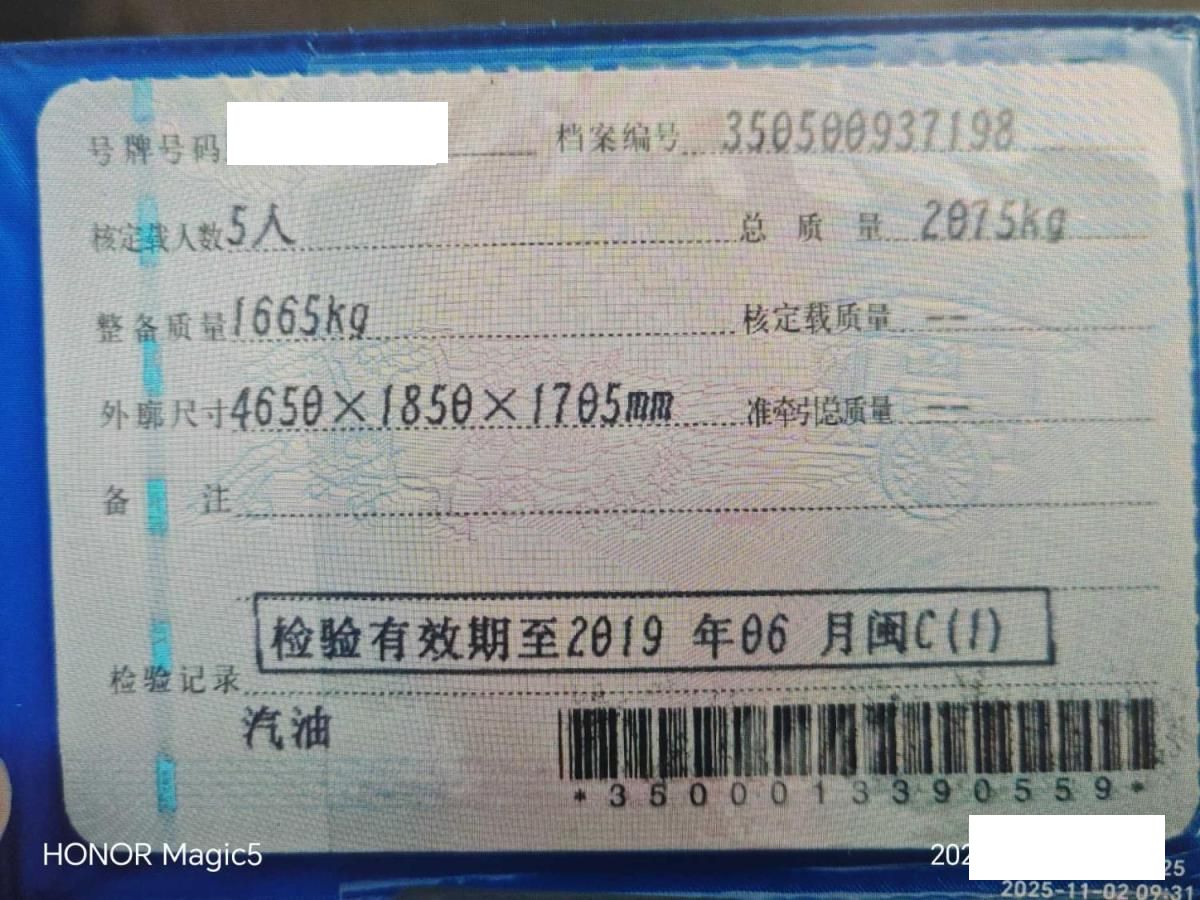 号牌号码 档案编号 350500937198
核定载人数 5人 总质量 2075kg
整备质量 1665kg 核定载质量 --
外廓尺寸 4650×1850×1705mm 准牵引总质量 --
备注
检验有效期至2019 年06 月闽C(1)
检验记录
汽油
*3500013390559*
HONOR Magic5
202 25
2025-11-02 09:31